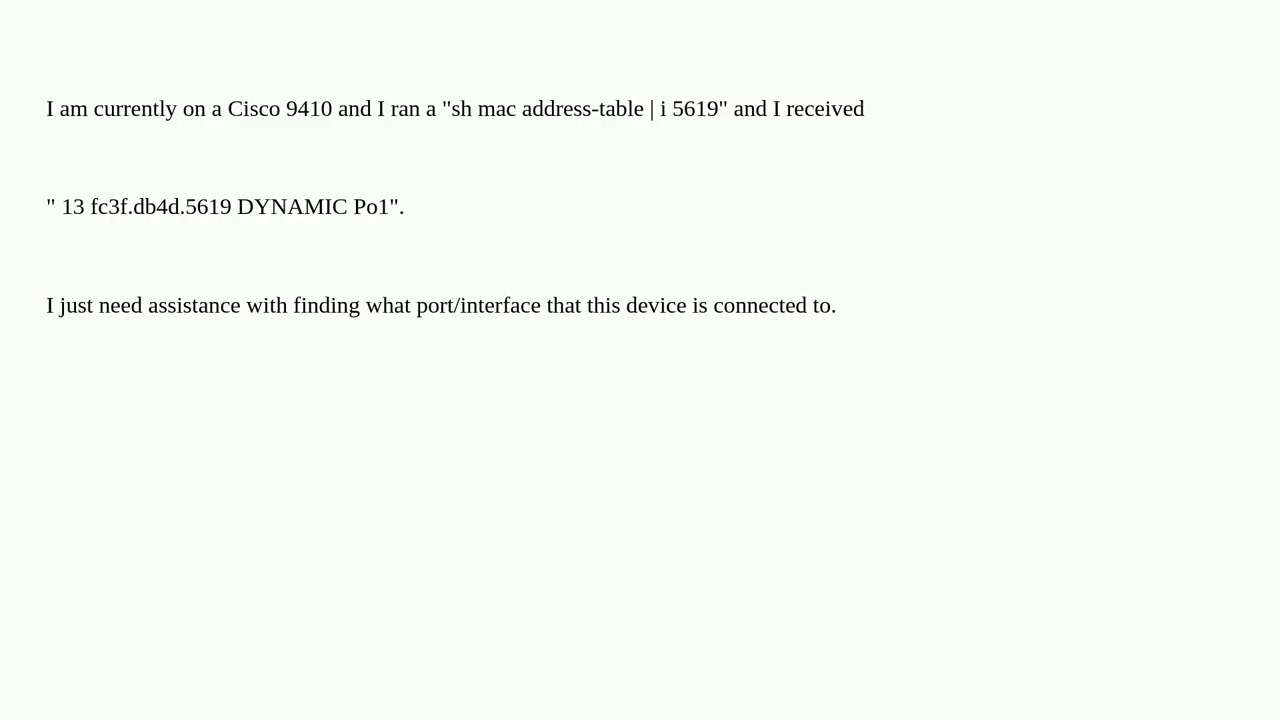 I am currently on a Cisco 9410 and I ran a "sh mac address-table | i 5619" and I received
" 13 fc3f.db4d.5619 DYNAMIC Po1".
I just need assistance with finding what port/interface that this device is connected to.